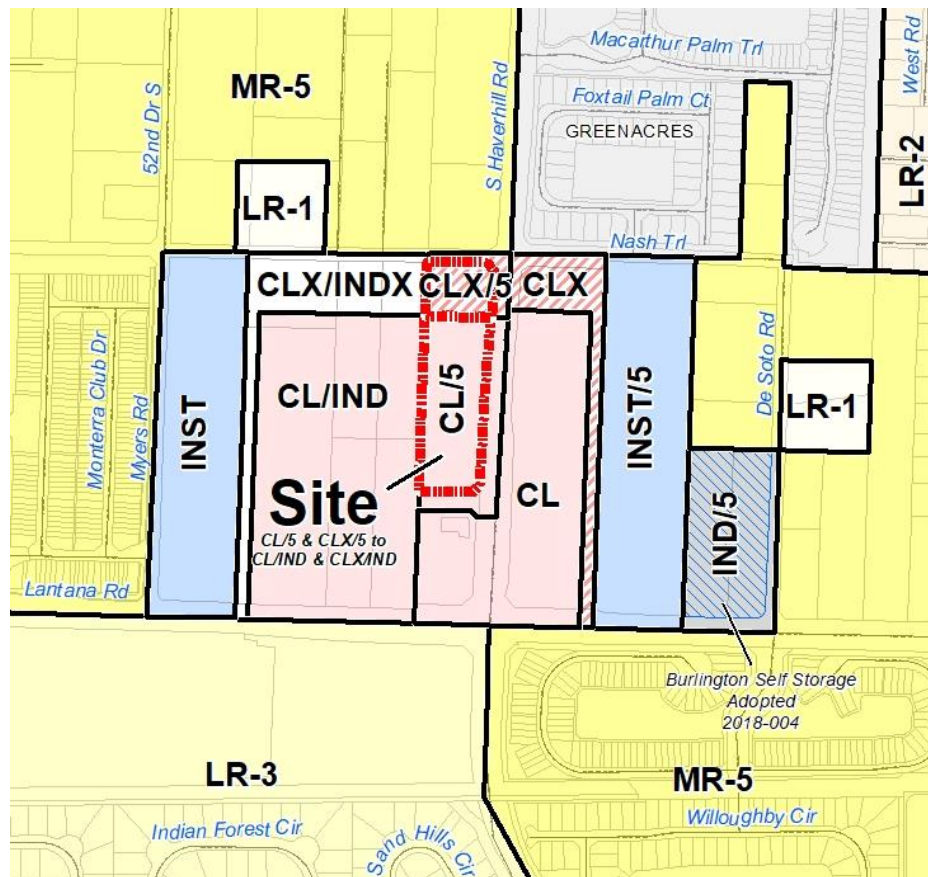 Macarthur Palm Trl
West Rd
MR-5
Foxtail Palm Ct
52nd Dr S
S Haverhill Rd
GREENACRES
LR-2
LR-1
Nash Trl
CLX/INDX
CLX/5
CLX
De Soto Rd
Monterra Club Dr
Myers Rd
INST
CL/IND
CL/5
INST/5
LR-1
Site
CL/5 & CLX/5 to
CL/IND & CLX/IND
CL
IND/5
Lantana Rd
Burlington Self Storage
Adopted
2018-004
LR-3
MR-5
Indian Forest Cir
Sand Hills Cir
Willoughby Cir